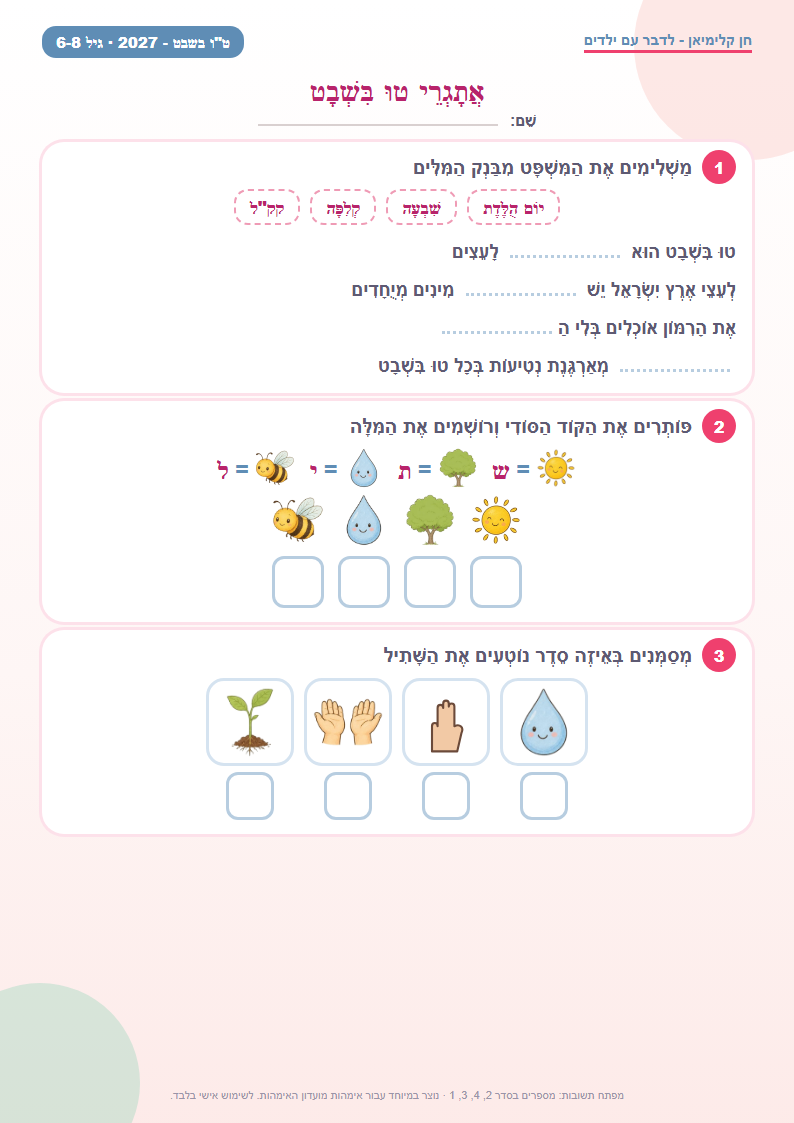 חן קלימיאן - לדבר עם ילדים
ט"ו בשבט - 2027 · גיל 6-8
אֶתְגְּרֵי טוּ בִּשְׁבָט
שֵׁם:
1 מַשְׁלִימִים אֶת הַמִּשְׁפָּט מִבַּנְק הַמִּלִּים
יוֹם הֻלֶּדֶת שִׁבְעָה קְלִפָּה קק"ל
טוּ בִּשְׁבָט הוּא ........ לָעֵצִים
לְעֵצֵי אֶרֶץ יִשְׂרָאֵל יֵשׁ ........ מִינִים מְיֻחָדִים
אֶת הָרִמּוֹן אוֹכְלִים בְּלִי הַ ........
........ מְאַרְגֶּנֶת נְטִיעוֹת בְּכָל טוּ בִּשְׁבָט
2 פּוֹתְרִים אֶת הַקּוֹד הַסּוֹדִי וְרוֹשְׁמִים אֶת הַמִּלָּה
= ש = ת = י = ל
3 מְסַמְּנִים בְּאֵיזֶה סֵדֶר נוֹטְעִים אֶת הַשָּׁתִיל
מפתח תשובות: מספרים בסדר 2, 4, 3, 1 · נוצר במיוחד עבור אימהות מועדון האימהות. לשימוש אישי בלבד.